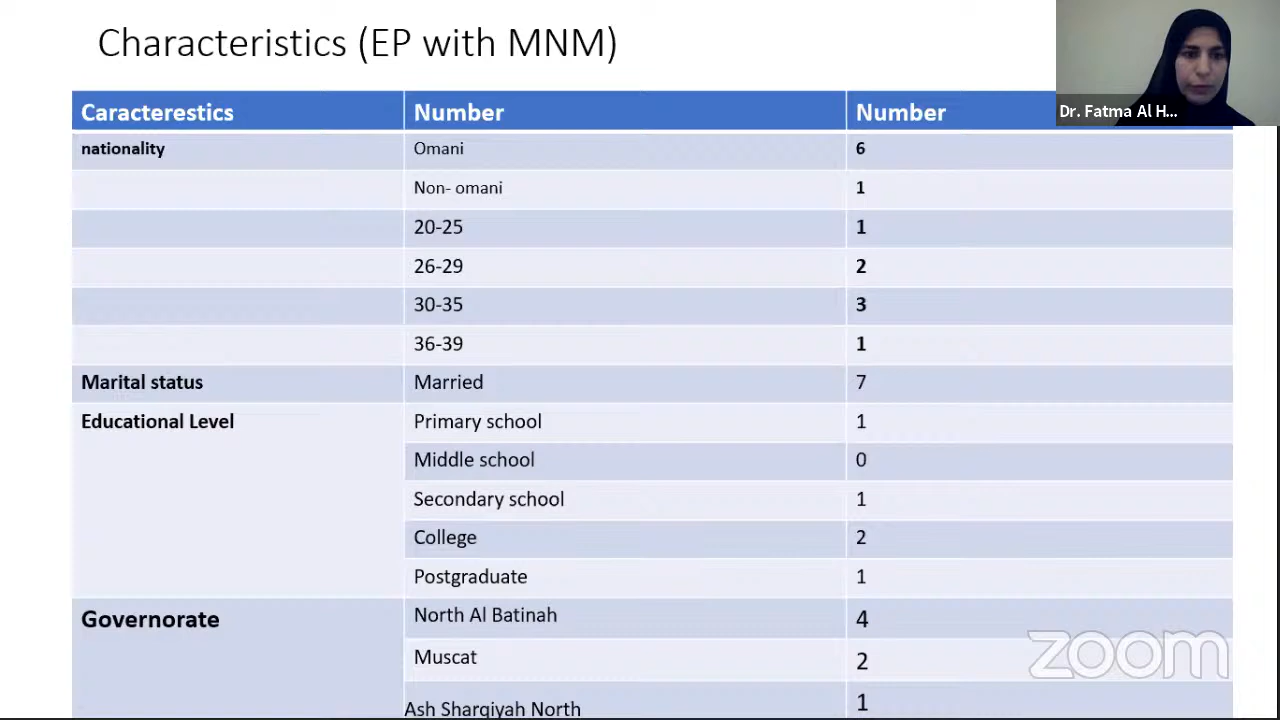 Characteristics (EP with MNM)
Dr. Fatma Al H...
Caracterestics Number Number
nationality Omani 6
Non- omani 1
20-25 1
26-29 2
30-35 3
36-39 1
Marital status Married 7
Educational Level Primary school 1
Middle school 0
Secondary school 1
College 2
Postgraduate 1
Governorate North Al Batinah 4
Muscat 2
Ash Sharqiyah North 1
zoom